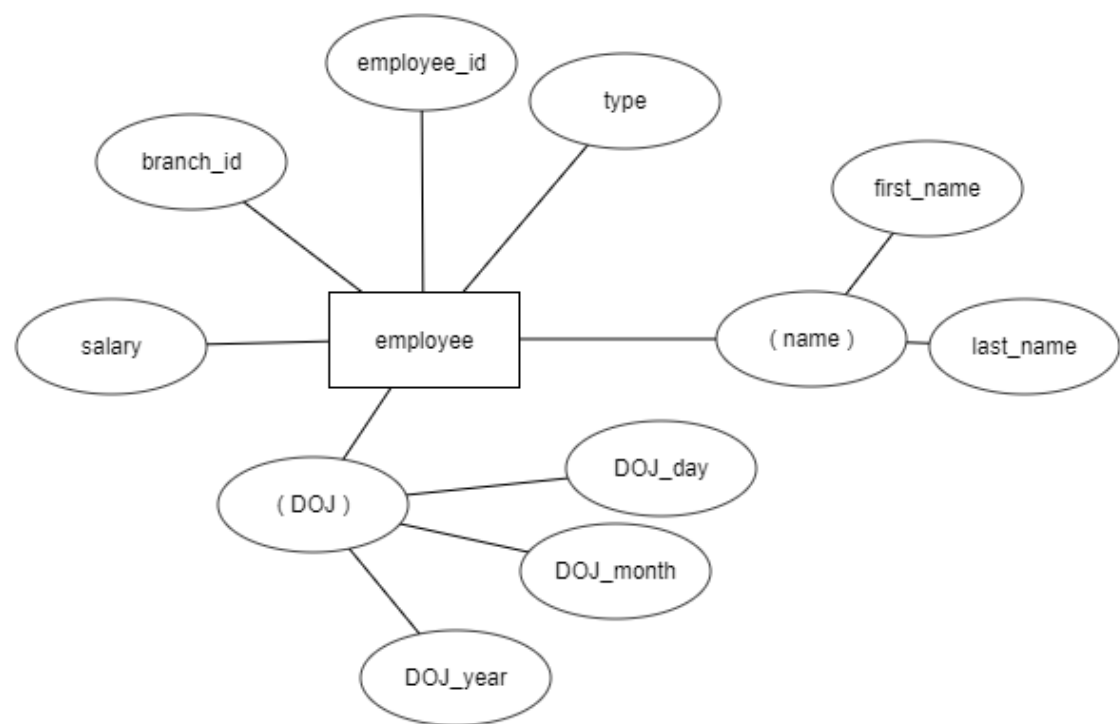 employee_id
type
branch_id
first_name
salary
employee
( name )
last_name
DOJ_day
( DOJ )
DOJ_month
DOJ_year